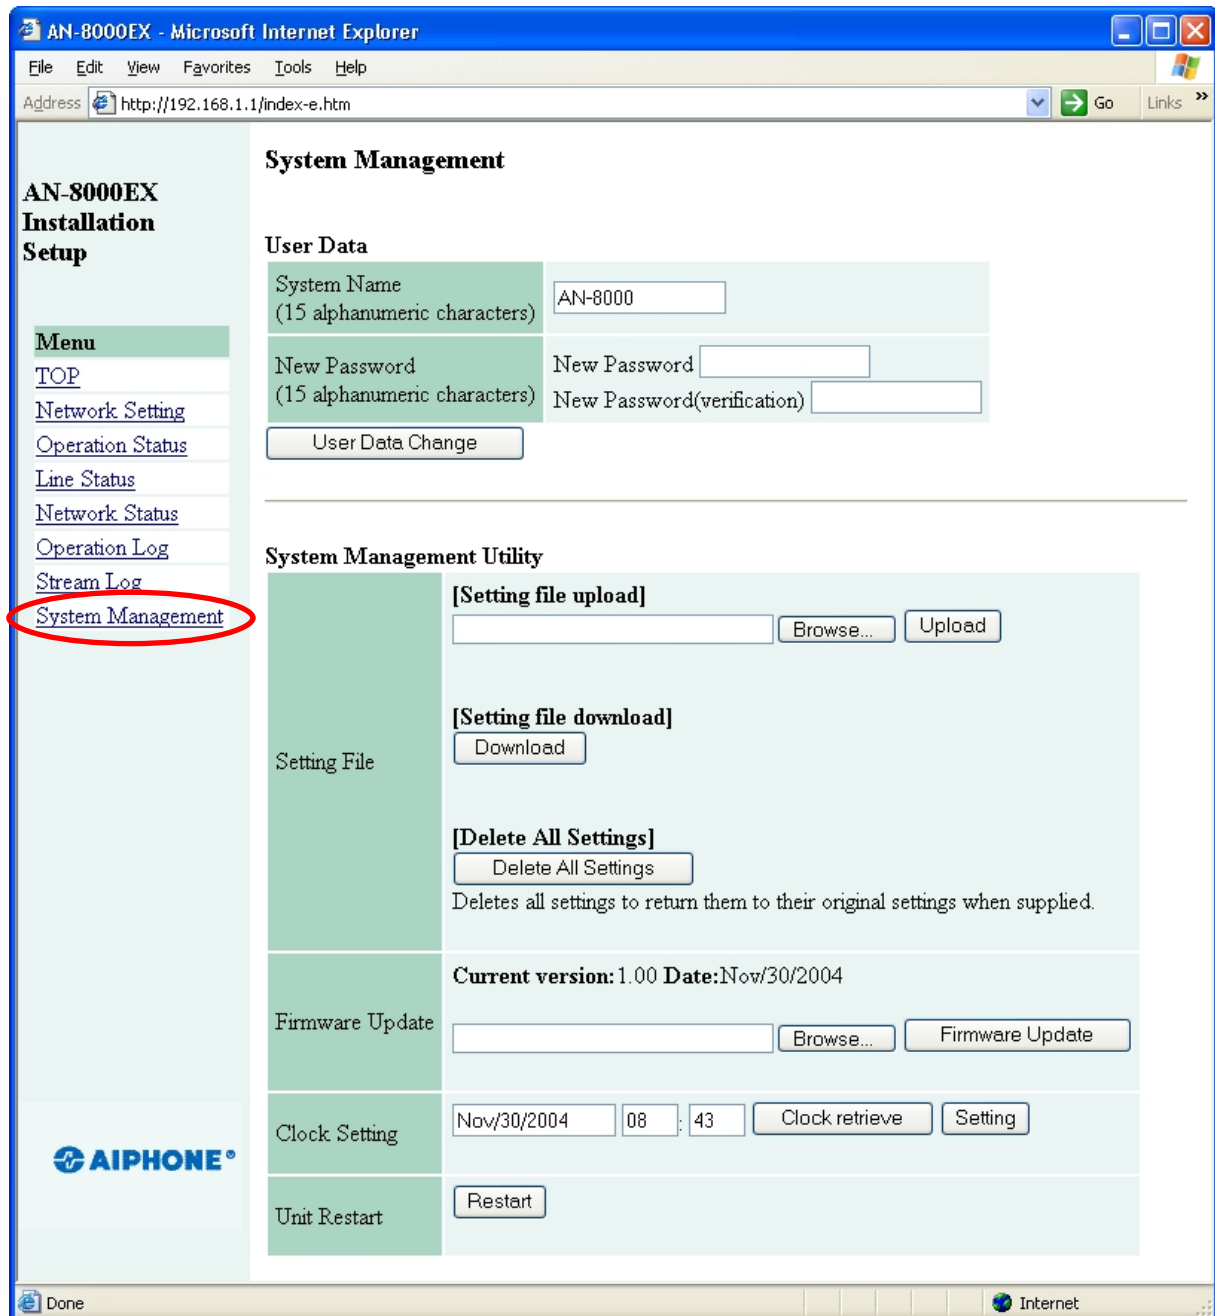 AN-8000EX - Microsoft Internet Explorer
File Edit View Favorites Tools Help
Address http://192.168.1.1/index-e.htm Go Links »
AN-8000EX
Installation
Setup
Menu
TOP
Network Setting
Operation Status
Line Status
Network Status
Operation Log
Stream Log
System Management
AIPHONE®
System Management
User Data
System Name
(15 alphanumeric characters)
AN-8000
New Password
(15 alphanumeric characters)
New Password
New Password(verification)
User Data Change
System Management Utility
Setting File
[Setting file upload]
Browse... Upload
[Setting file download]
Download
[Delete All Settings]
Delete All Settings
Deletes all settings to return them to their original settings when supplied.
Firmware Update
Current version:1.00 Date:Nov/30/2004
Browse... Firmware Update
Clock Setting
Nov/30/2004 08 : 43 Clock retrieve Setting
Unit Restart
Restart
Done Internet